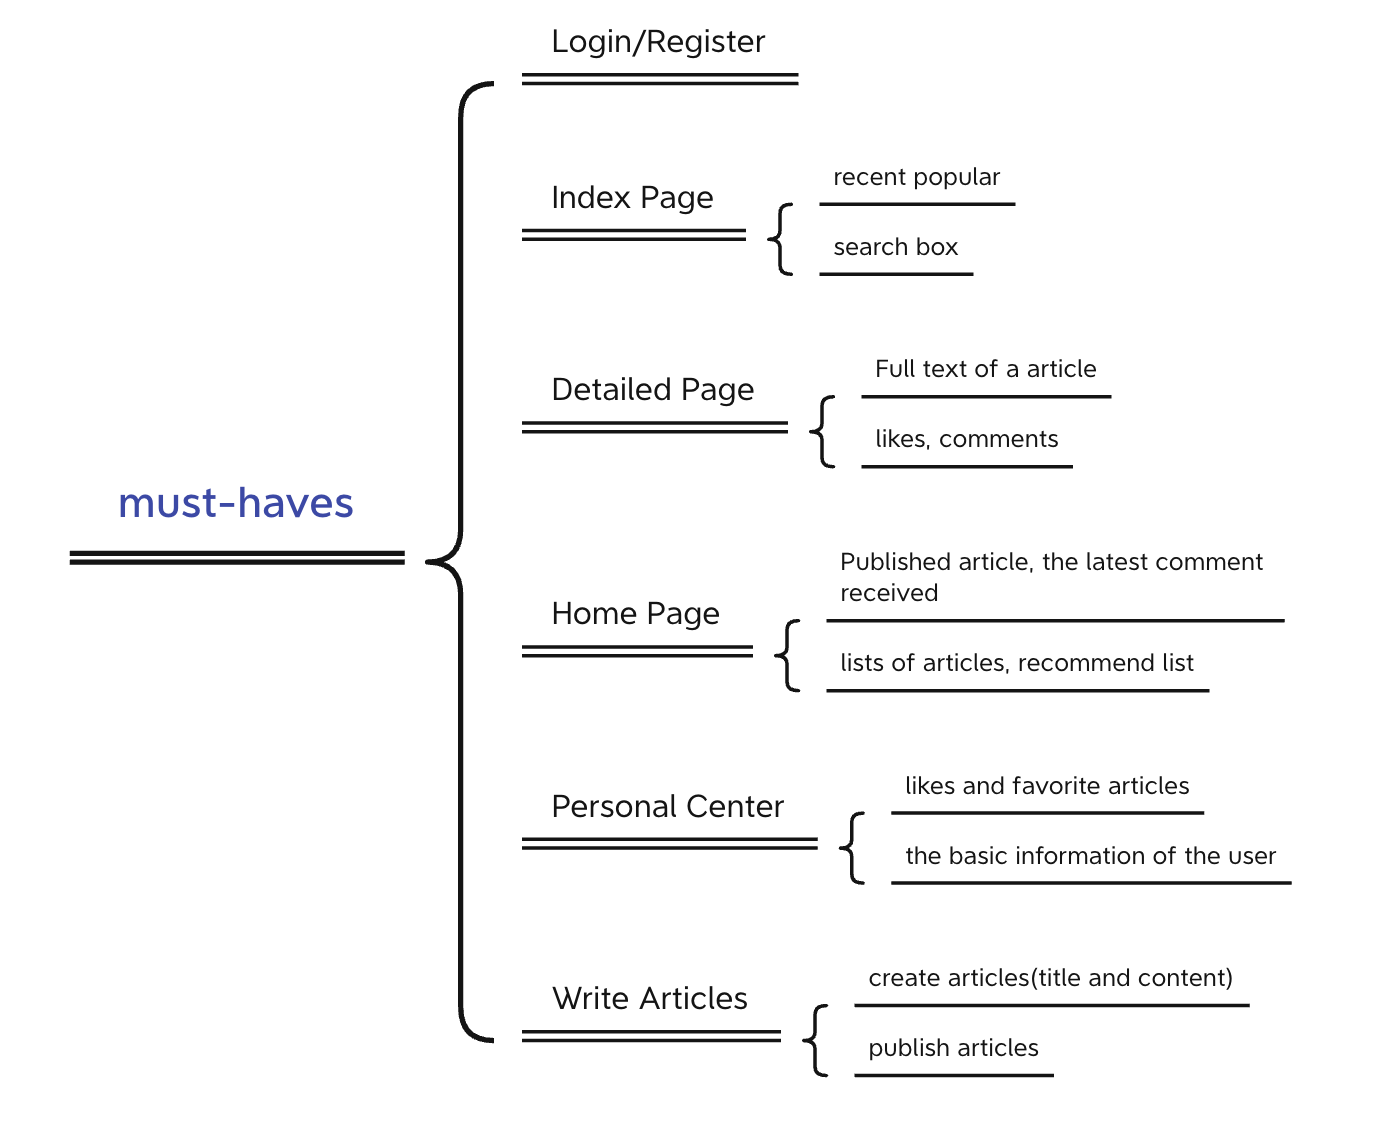 Login/Register
Index Page
recent popular
search box
Detailed Page
Full text of a article
likes, comments
must-haves
Home Page
Published article, the latest comment
received
lists of articles, recommend list
Personal Center
likes and favorite articles
the basic information of the user
Write Articles
create articles(title and content)
publish articles